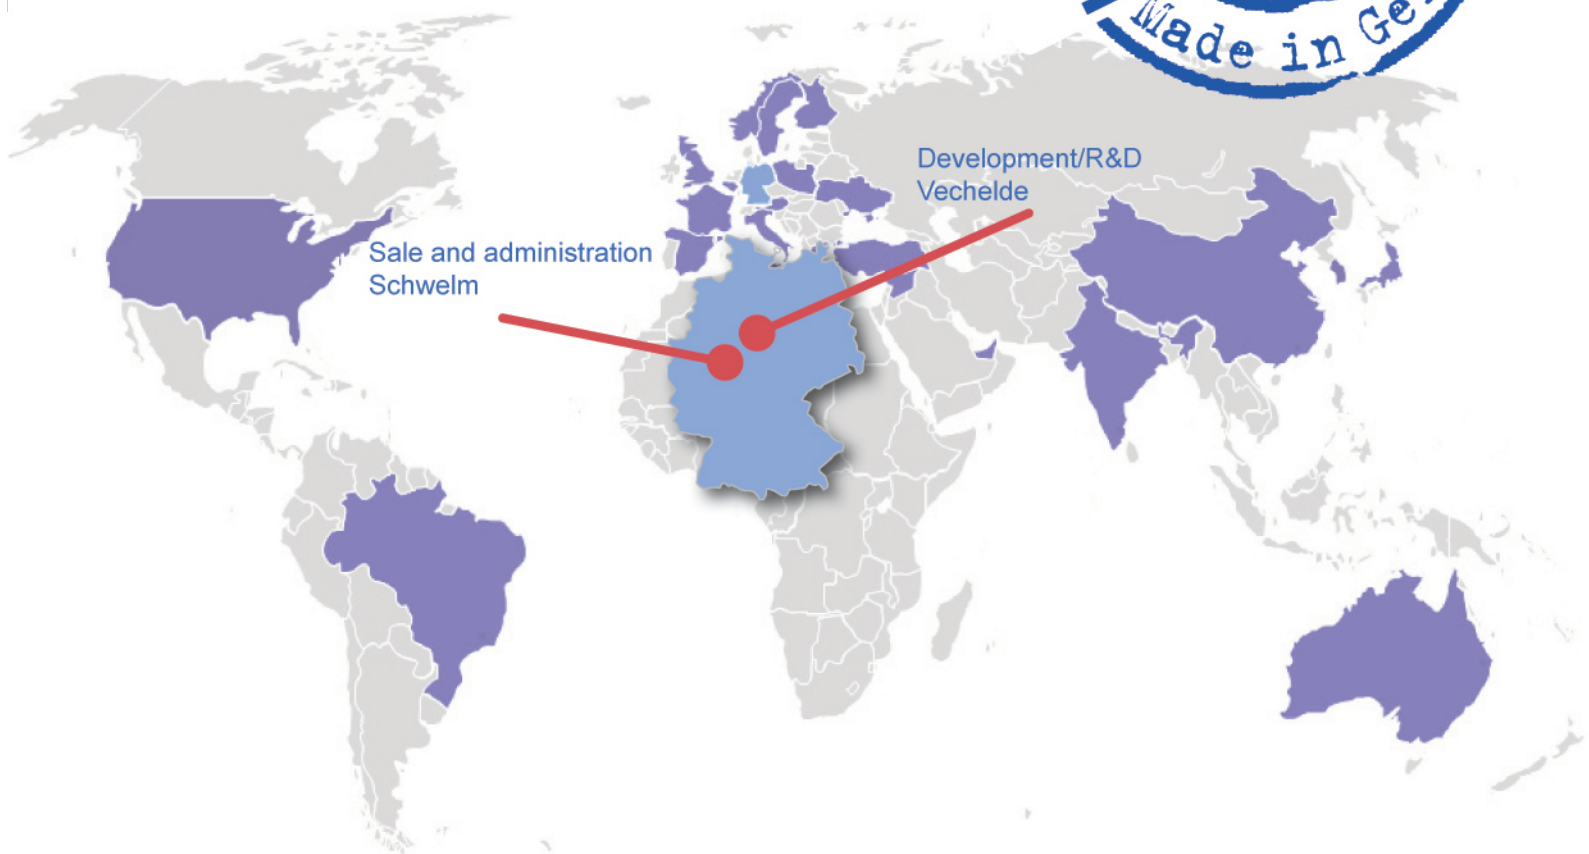 Made in Ge
Development/R&D
Vechelde
Sale and administration
Schwelm